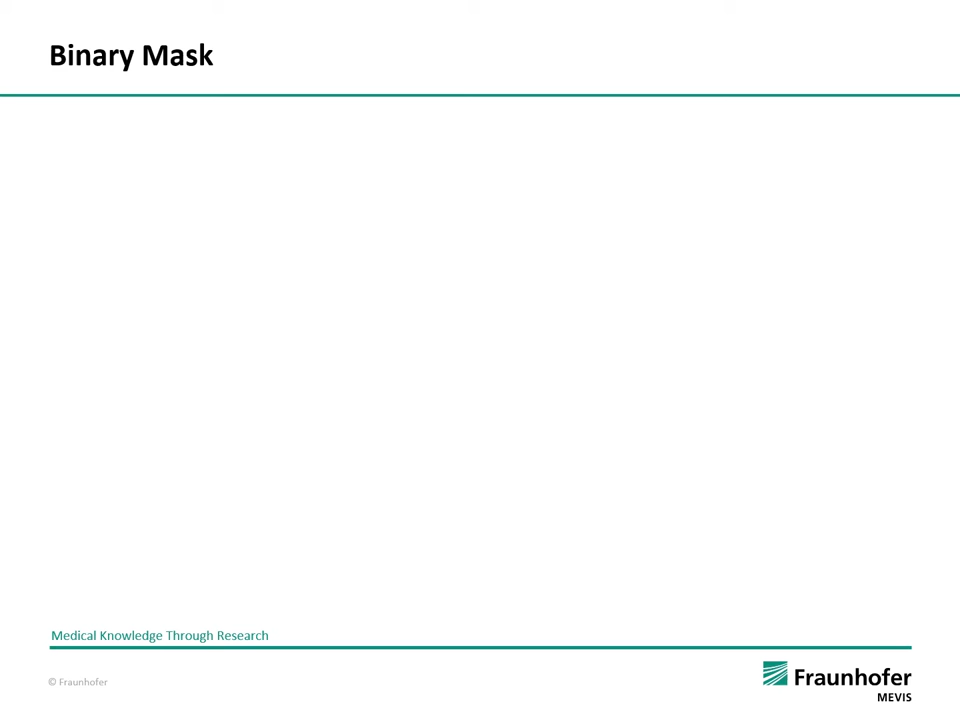 Binary Mask
Medical Knowledge Through Research
© Fraunhofer
Fraunhofer
MEVIS